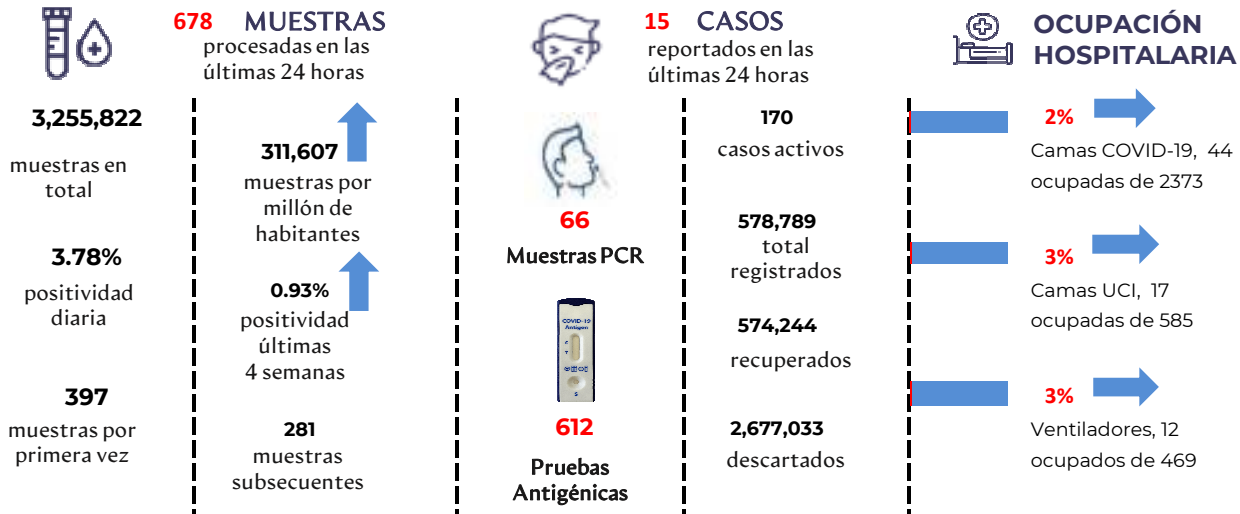 678 MUESTRAS
procesadas en las
últimas 24 horas
3,255,822
muestras en
total
3.78%
positividad
diaria
397
muestras por
primera vez
311,607
muestras por
millón de
habitantes
0.93%
positividad
últimas
4 semanas
281
muestras
subsecuentes
15 CASOS
reportados en las
últimas 24 horas
66
Muestras PCR
COVID-19
Antigen
C
T
S
612
Pruebas
Antigénicas
170
casos activos
578,789
total
registrados
574,244
recuperados
2,677,033
descartados
OCUPACIÓN
HOSPITALARIA
2%
Camas COVID-19, 44
ocupadas de 2373
3%
Camas UCI, 17
ocupadas de 585
3%
Ventiladores, 12
ocupados de 469